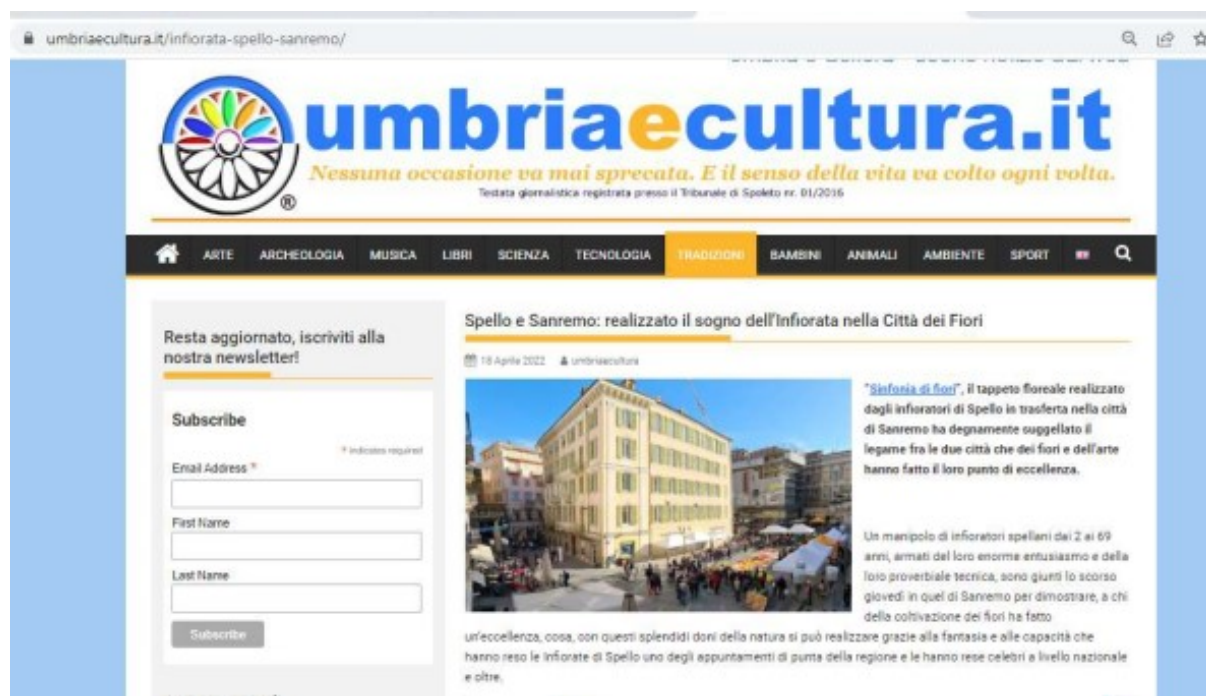 umbriaecultura.it/infiorata-spello-sanremo/
umbriaecultura.it
Nessuna occasione va mai sprecata. E il senso della vita va colto ogni volta.
Testata giornalistica registrata presso il Tribunale di Spoleto nr. 01/2016
®
ARTE ARCHEOLOGIA MUSICA LIBRI SCIENZA TECNOLOGIA TRADIZIONI BAMBINI ANIMALI AMBIENTE SPORT
Resta aggiornato, iscriviti alla
nostra newsletter!
Subscribe
* indicates required
Email Address *
First Name
Last Name
Subscribe
Spello e Sanremo: realizzato il sogno dell'Infiorata nella Città dei Fiori
18 Aprile 2022 umbriaecultura
"Sinfonia di fiori", il tappeto floreale realizzato
dagli infioratori di Spello in trasferta nella città
di Sanremo ha degnamente suggellato il
legame fra le due città che dei fiori e dell'arte
hanno fatto il loro punto di eccellenza.
Un manipolo di infioratori spellani dai 2 ai 69
anni, armati del loro enorme entusiasmo e della
loro proverbiale tecnica, sono giunti lo scorso
giovedì in quel di Sanremo per dimostrare, a chi
della coltivazione dei fiori ha fatto
un'eccellenza, cosa, con questi splendidi doni della natura si può realizzare grazie alla fantasia e alle capacità che
hanno reso le Infiorate di Spello uno degli appuntamenti di punta della regione e le hanno rese celebri a livello nazionale
e oltre.